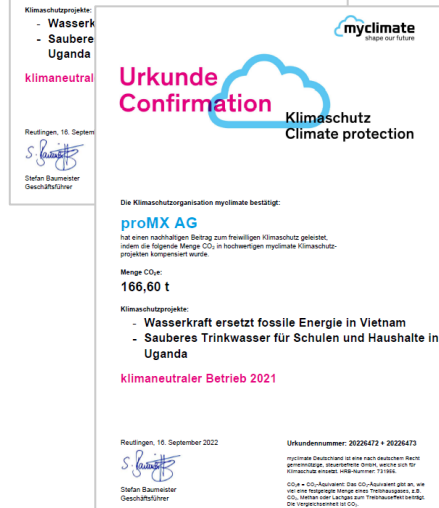 Klimaschutzprojekte:
- Wasserk
- Saubere
Uganda
klimaneutral
Reutlingen, 16. Septem
Stefan Baumeister
Geschäftsführer
myclimate
shape our future
Urkunde
Confirmation
Klimaschutz
Climate protection
Die Klimaschutzorganisation myclimate bestätigt:
proMX AG
hat einen nachhaltigen Beitrag zum freiwilligen Klimaschutz geleistet,
indem die folgende Menge CO₂ in hochwertigen myclimate Klimaschutz-
projekten kompensiert wurde.
Menge CO₂e:
166,60 t
Klimaschutzprojekte:
- Wasserkraft ersetzt fossile Energie in Vietnam
- Sauberes Trinkwasser für Schulen und Haushalte in
Uganda
klimaneutraler Betrieb 2021
Reutlingen, 16. September 2022
Stefan Baumeister
Geschäftsführer
Urkundennummer: 20226472 + 20226473
myclimate Deutschland ist eine nach deutschem Recht
gemeinnützige, steuerbefreite GmbH, welche sich für
Klimaschutz einsetzt. HRB-Nummer: 731956.
CO₂e = CO₂-Äquivalent: Das CO₂-Äquivalent gibt an, wie
viel eine festgelegte Menge eines Treibhausgases, z.B.
CO₂, Methan oder Lachgas zum Treibhauseffekt beiträgt.
Die Vergleichseinheit ist CO₂.